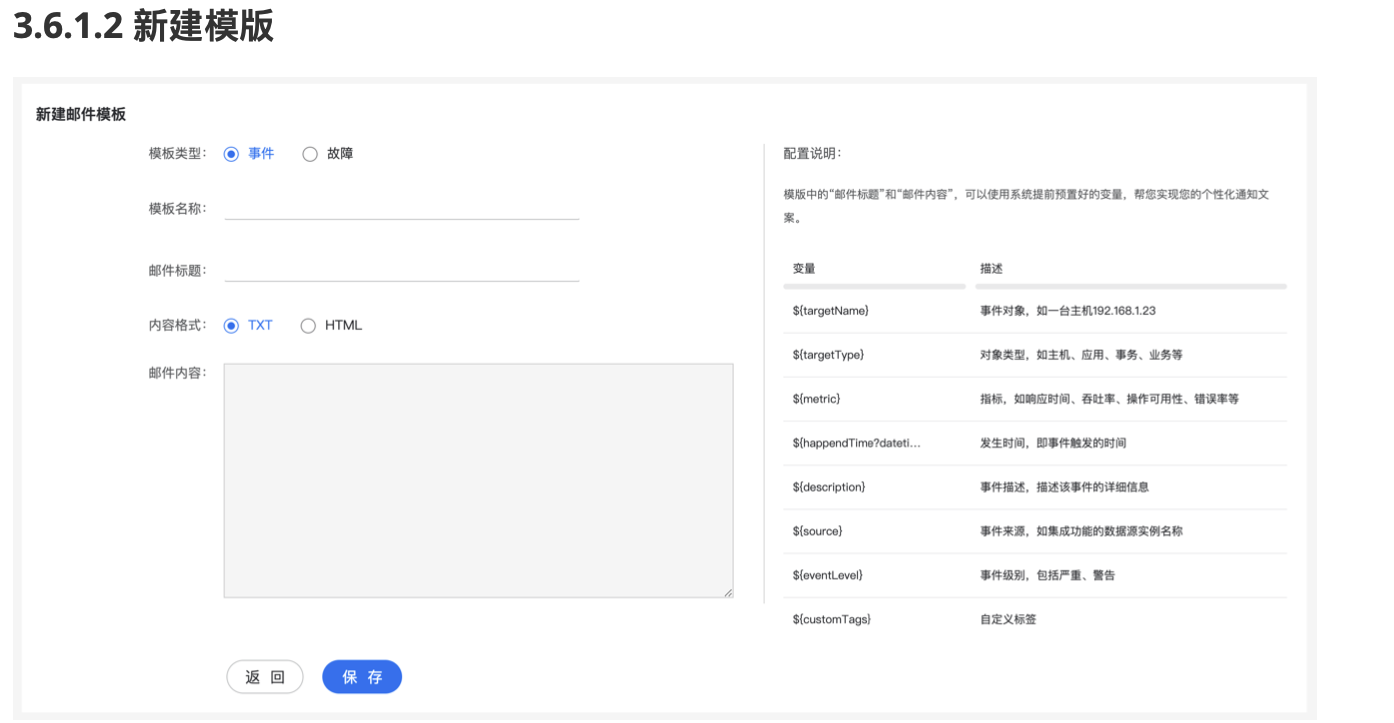 3.6.1.2 新建模版
新建邮件模板
模板类型： 事件 故障
模板名称：
邮件标题：
内容格式： TXT HTML
邮件内容：
返 回 保 存
配置说明：
模版中的“邮件标题”和“邮件内容”，可以使用系统提前预置好的变量，帮您实现您的个性化通知文
案。
变量 描述
${targetName} 事件对象，如一台主机192.168.1.23
${targetType} 对象类型，如主机、应用、事务、业务等
${metric} 指标，如响应时间、吞吐率、操作可用性、错误率等
${happendTime?dateti... 发生时间，即事件触发的时间
${description} 事件描述，描述该事件的详细信息
${source} 事件来源，如集成功能的数据源实例名称
${eventLevel} 事件级别，包括严重、警告
${customTags} 自定义标签